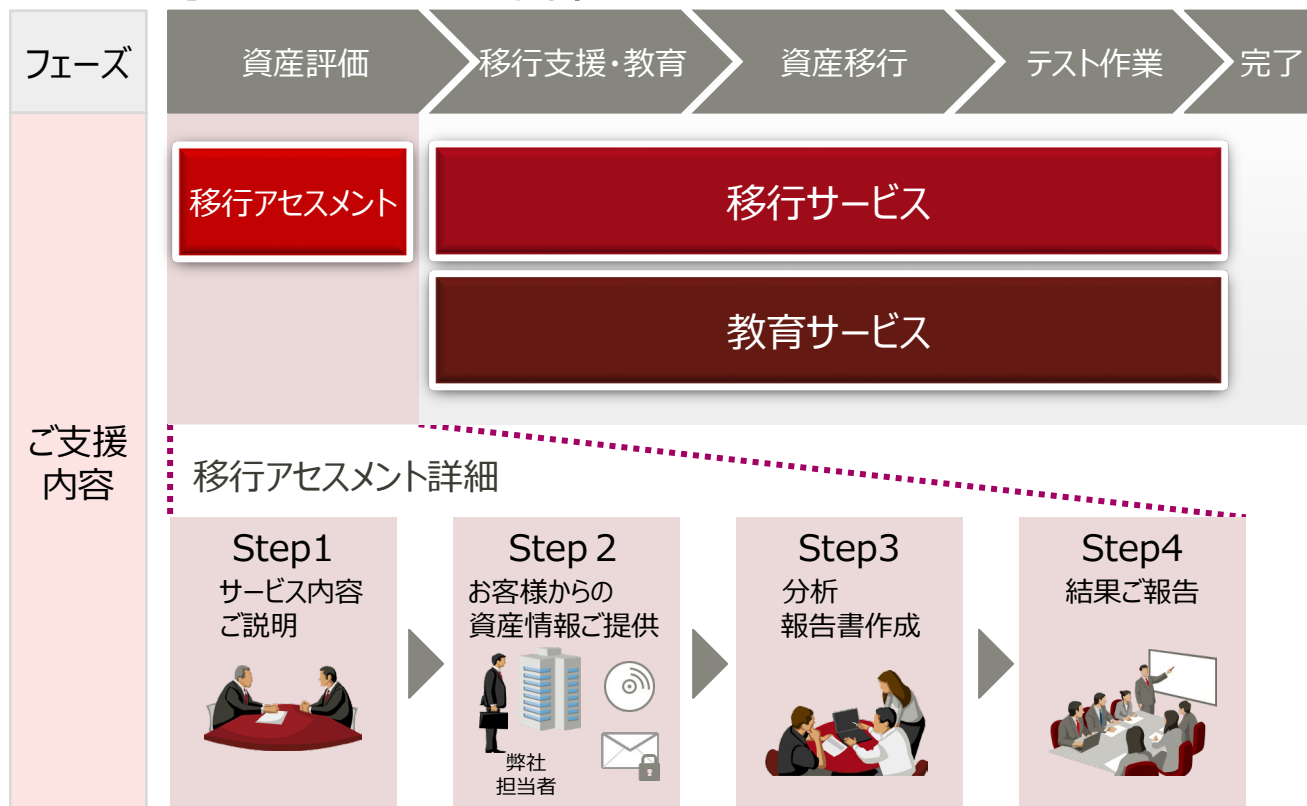 フェーズ
資産評価
移行支援・教育
資産移行
テスト作業
完了
移行アセスメント
移行サービス
教育サービス
ご支援
内容
移行アセスメント詳細
Step1
サービス内容
ご説明
Step 2
お客様からの
資産情報ご提供
弊社
担当者
Step3
分析
報告書作成
Step4
結果ご報告